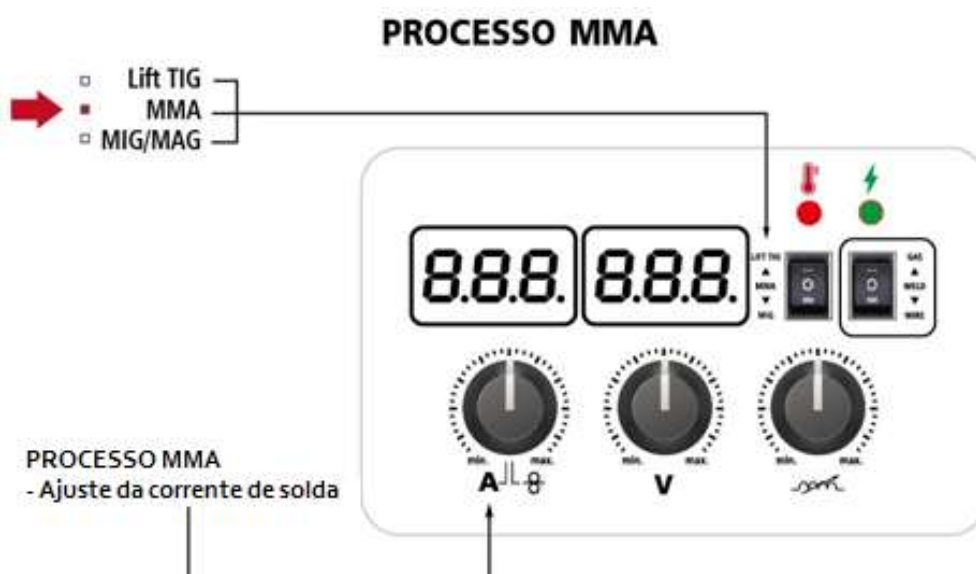 PROCESSO MMA
Lift TIG
MMA
MIG/MAG
8.8.8. 8.8.8.
LIFT TIG
MMA
MIG
GAS
WELD
WIRE
min. max.
min. max.
min. max.
A
V
PROCESSO MMA
- Ajuste da corrente de solda